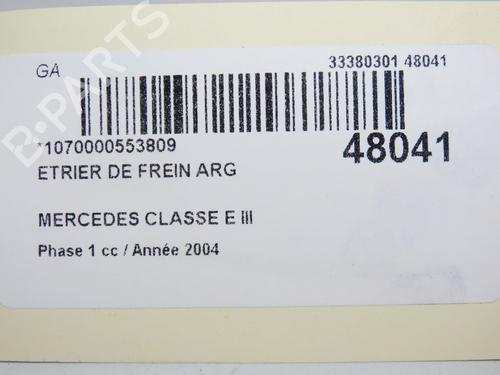 GA 33380301 48041
*1070000553809 48041
ETRIER DE FREIN ARG
MERCEDES CLASSE E III
Phase 1 cc / Année 2004
B-PARTS